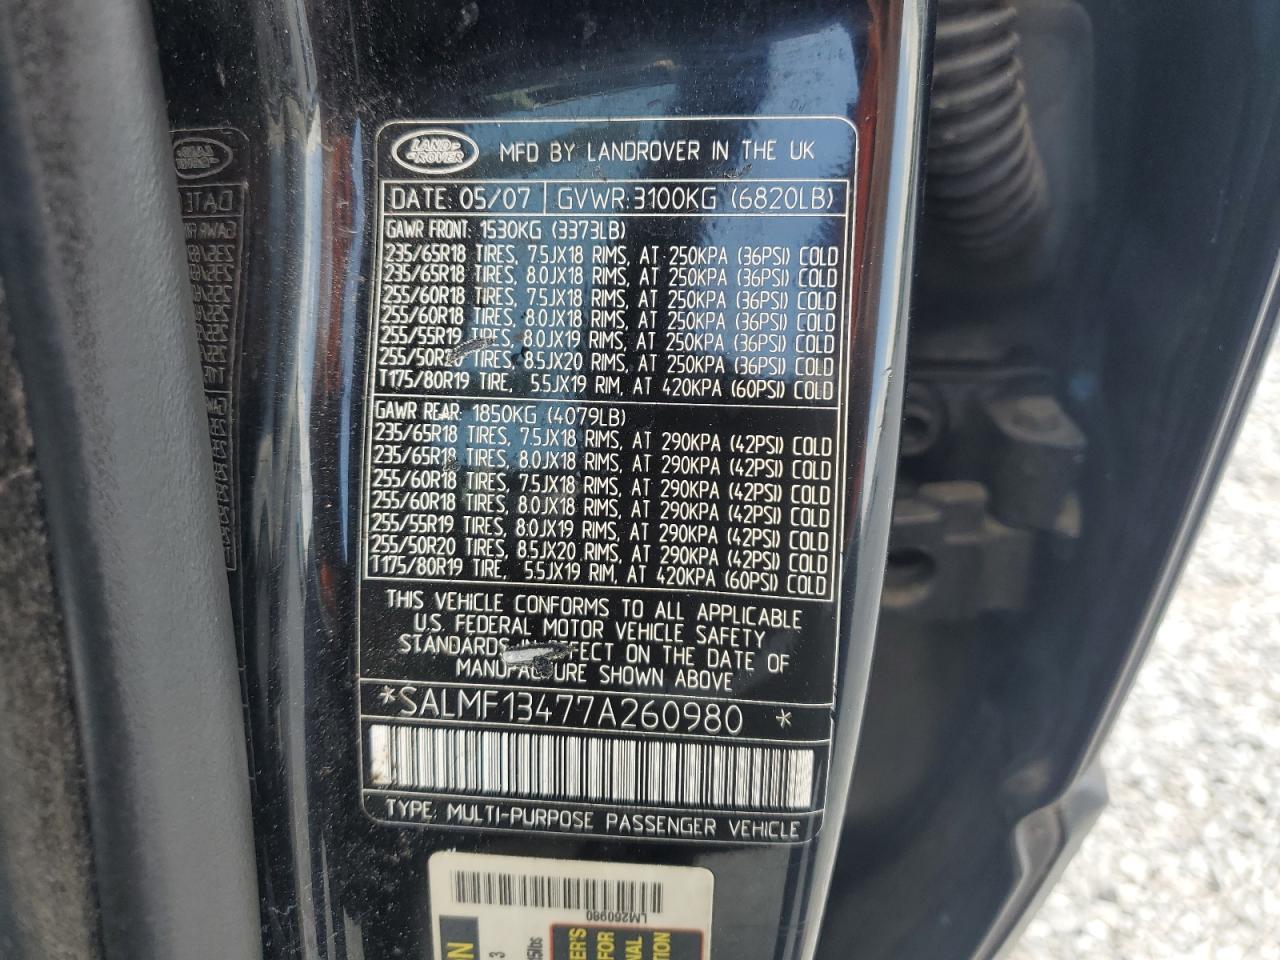 LAND-
-ROVER
MFD BY LANDROVER IN THE UK
DATE: 05/07 GVWR: 3100KG (6820LB)
GAWR FRONT: 1530KG (3373LB)
235/65R18 TIRES, 7.5JX18 RIMS, AT 250KPA (36PSI) COLD
235/65R18 TIRES, 8.0JX18 RIMS, AT 250KPA (36PSI) COLD
255/60R18 TIRES, 7.5JX18 RIMS, AT 250KPA (36PSI) COLD
255/60R18 TIRES, 8.0JX18 RIMS, AT 250KPA (36PSI) COLD
255/55R19 TIRES, 8.0JX19 RIMS, AT 250KPA (36PSI) COLD
255/50R20 TIRES, 8.5JX20 RIMS, AT 250KPA (36PSI) COLD
T175/80R19 TIRE, 5.5JX19 RIM, AT 420KPA (60PSI) COLD
GAWR REAR: 1850KG (4079LB)
235/65R18 TIRES, 7.5JX18 RIMS, AT 290KPA (42PSI) COLD
235/65R18 TIRES, 8.0JX18 RIMS, AT 290KPA (42PSI) COLD
255/60R18 TIRES, 7.5JX18 RIMS, AT 290KPA (42PSI) COLD
255/60R18 TIRES, 8.0JX18 RIMS, AT 290KPA (42PSI) COLD
255/55R19 TIRES, 8.0JX19 RIMS, AT 290KPA (42PSI) COLD
255/50R20 TIRES, 8.5JX20 RIMS, AT 290KPA (42PSI) COLD
T175/80R19 TIRE, 5.5JX19 RIM, AT 420KPA (60PSI) COLD
THIS VEHICLE CONFORMS TO ALL APPLICABLE
U.S. FEDERAL MOTOR VEHICLE SAFETY
STANDARDS IN EFFECT ON THE DATE OF
MANUFACTURE SHOWN ABOVE
*SALMF13477A260980 *
TYPE: MULTI-PURPOSE PASSENGER VEHICLE
LM260980